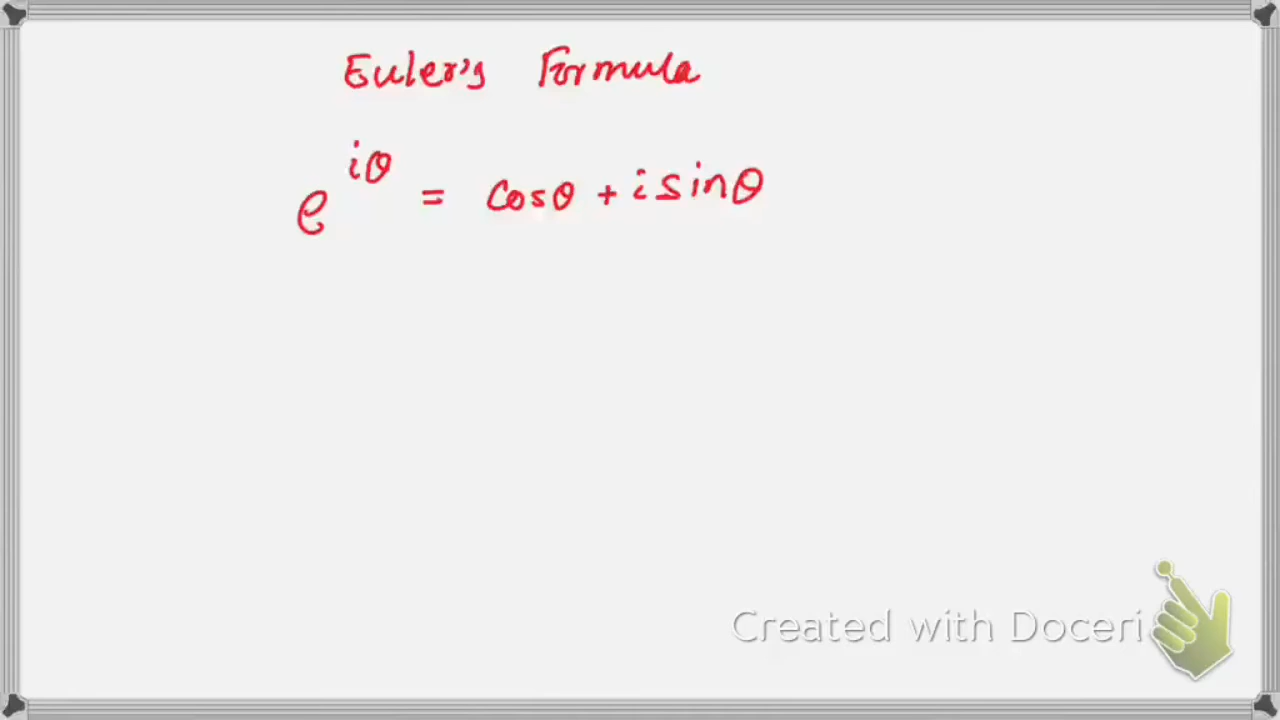 Euler's Formula
e^{iθ} = cosθ + i sinθ
Created with Doceri